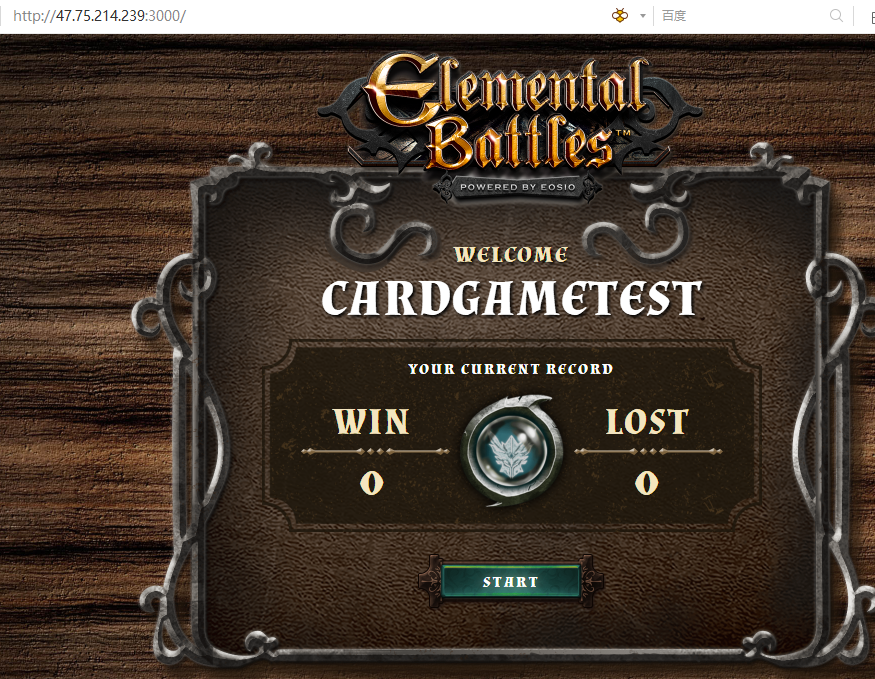 http://47.75.214.239:3000/
百度
Elemental
Battles™
POWERED BY EOSIO
WELCOME
CARDGAMETEST
YOUR CURRENT RECORD
WIN
LOST
0
0
START